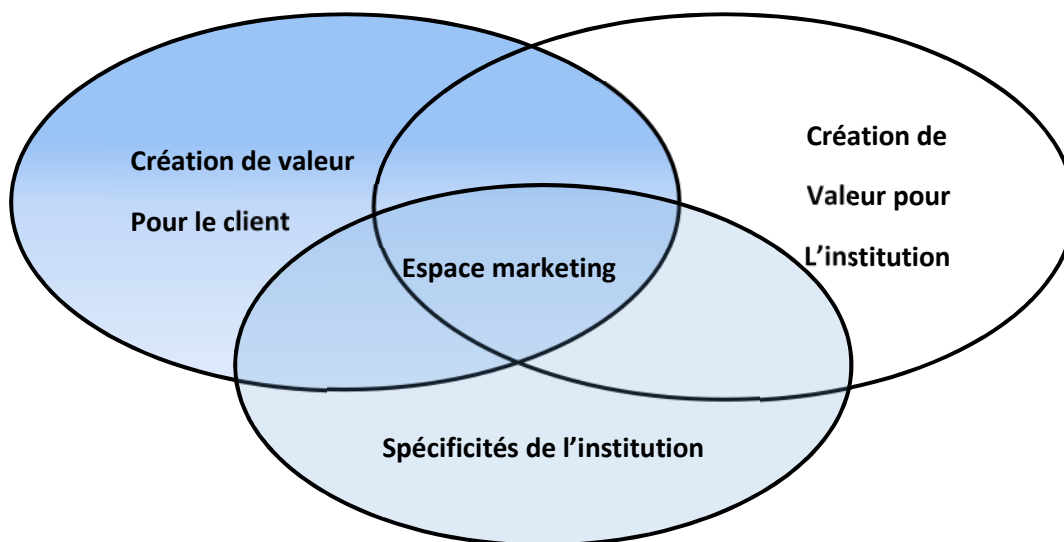 Création de valeur
Pour le client
Création de
Valeur pour
L’institution
Espace marketing
Spécificités de l’institution